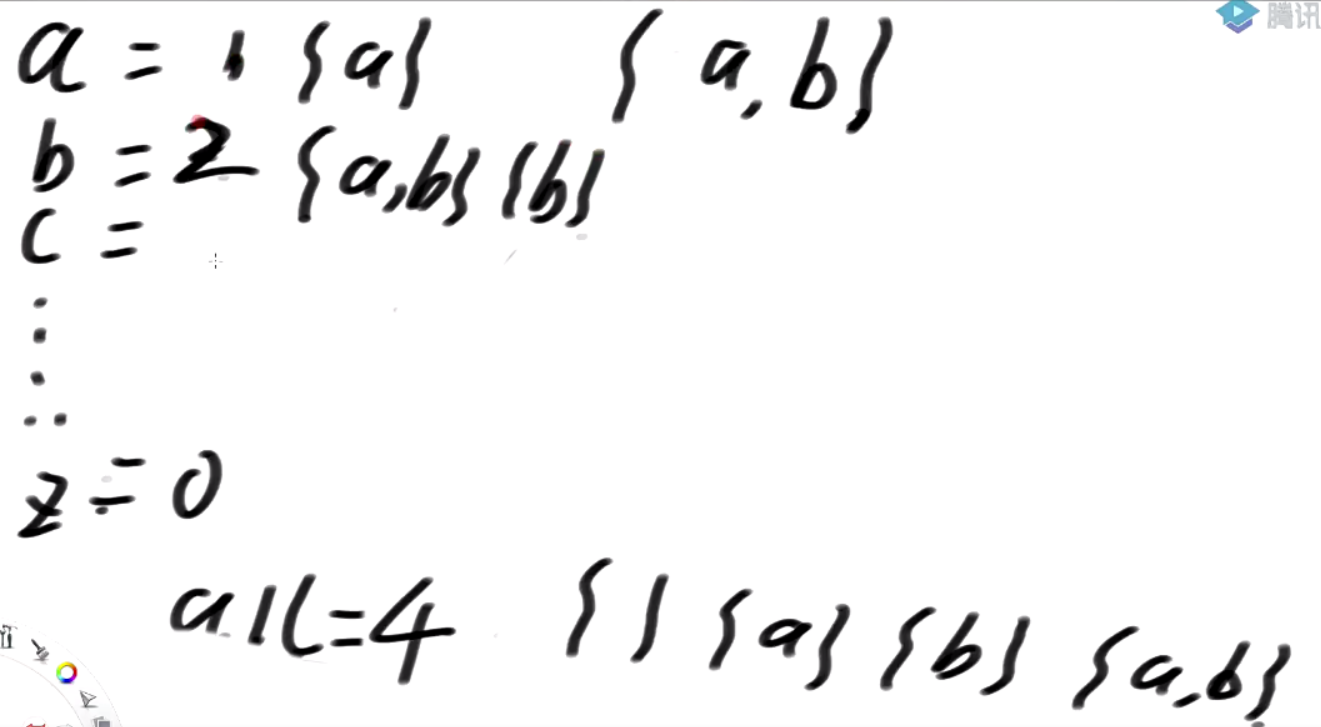 a = 1 {a} {a,b}
b = 2 {a,b} {b}
c =
z = 0
all=4 { } {a} {b} {a,b}
腾讯